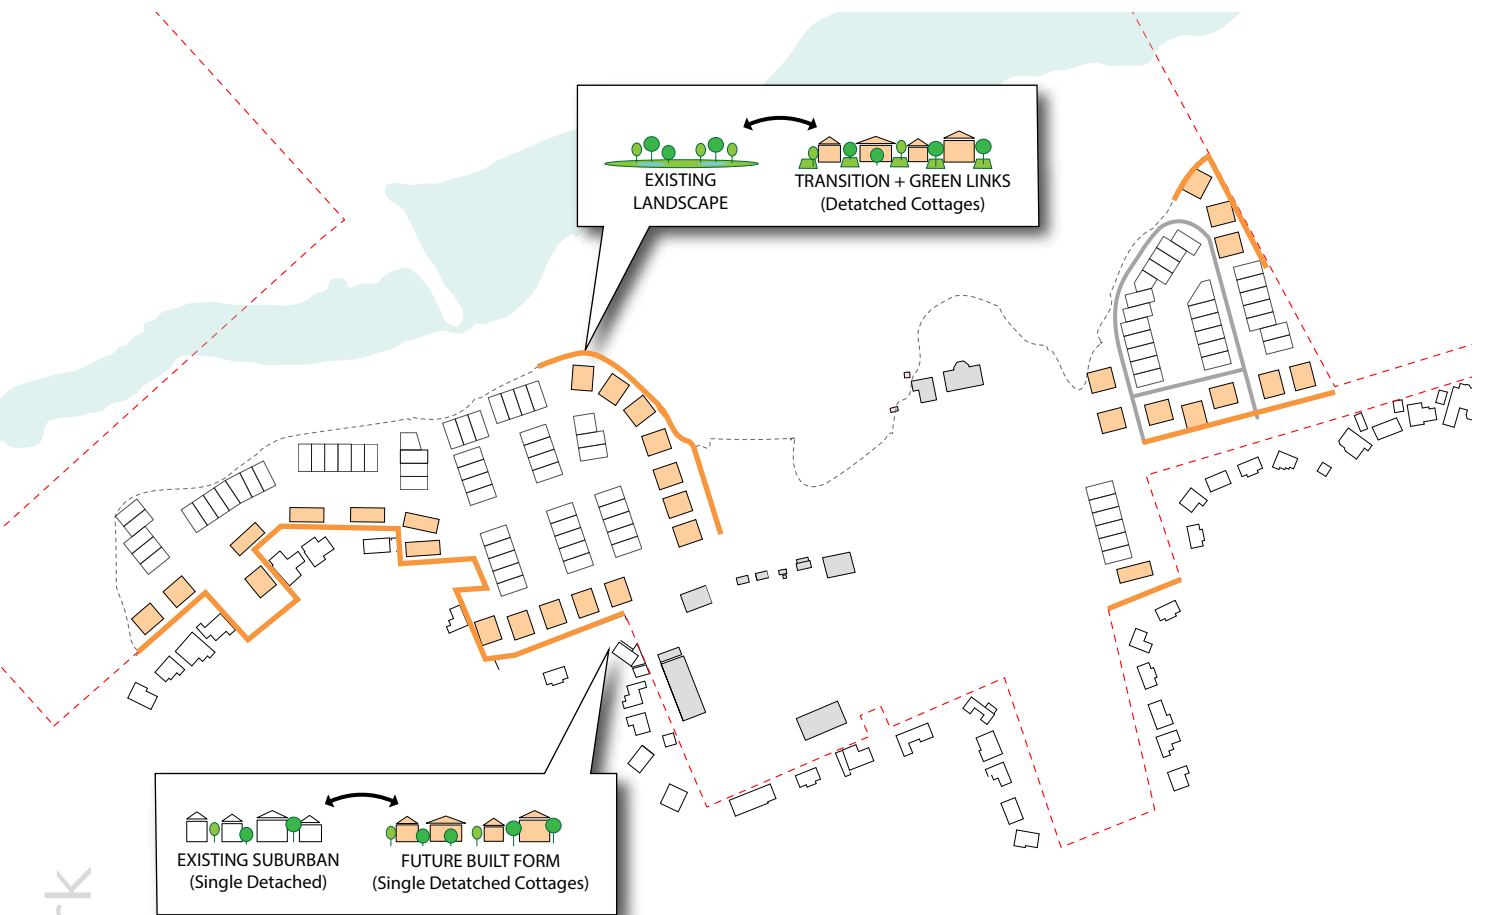 EXISTING
LANDSCAPE
TRANSITION + GREEN LINKS
(Detatched Cottages)
EXISTING SUBURBAN
(Single Detached)
FUTURE BUILT FORM
(Single Detatched Cottages)